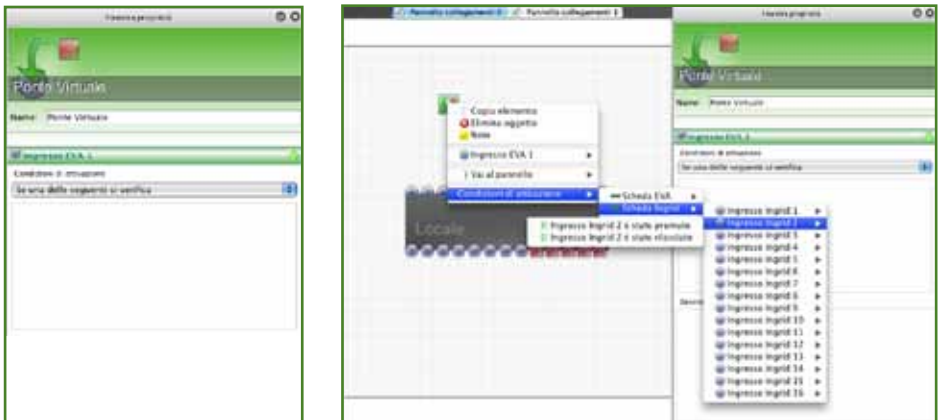 Finestra proprietà
Ponte Virtuale
Name: Ponte Virtuale
Ingresso EVA 1
Condizioni di attivazione
Se una delle seguenti si verifica
Pannello collegamenti
Pannello collegamenti
Copia elemento
Elimina oggetto
Note
Ingresso EVA 1
Vai al pannello
Condizioni di attivazione
Scheda EVA
Scheda Ingrid
Ingresso Ingrid 2 è stato premuto
Ingresso Ingrid 2 è stato rilasciato
Locale
Finestra proprietà
Ponte Virtuale
Name: Ponte Virtuale
Ingresso EVA 1
Condizioni di attivazione
Se una delle seguenti si verifica
Ingresso Ingrid 1
Ingresso Ingrid 2
Ingresso Ingrid 3
Ingresso Ingrid 4
Ingresso Ingrid 5
Ingresso Ingrid 6
Ingresso Ingrid 7
Ingresso Ingrid 8
Ingresso Ingrid 9
Ingresso Ingrid 10
Ingresso Ingrid 11
Ingresso Ingrid 12
Ingresso Ingrid 13
Ingresso Ingrid 14
Ingresso Ingrid 15
Ingresso Ingrid 16